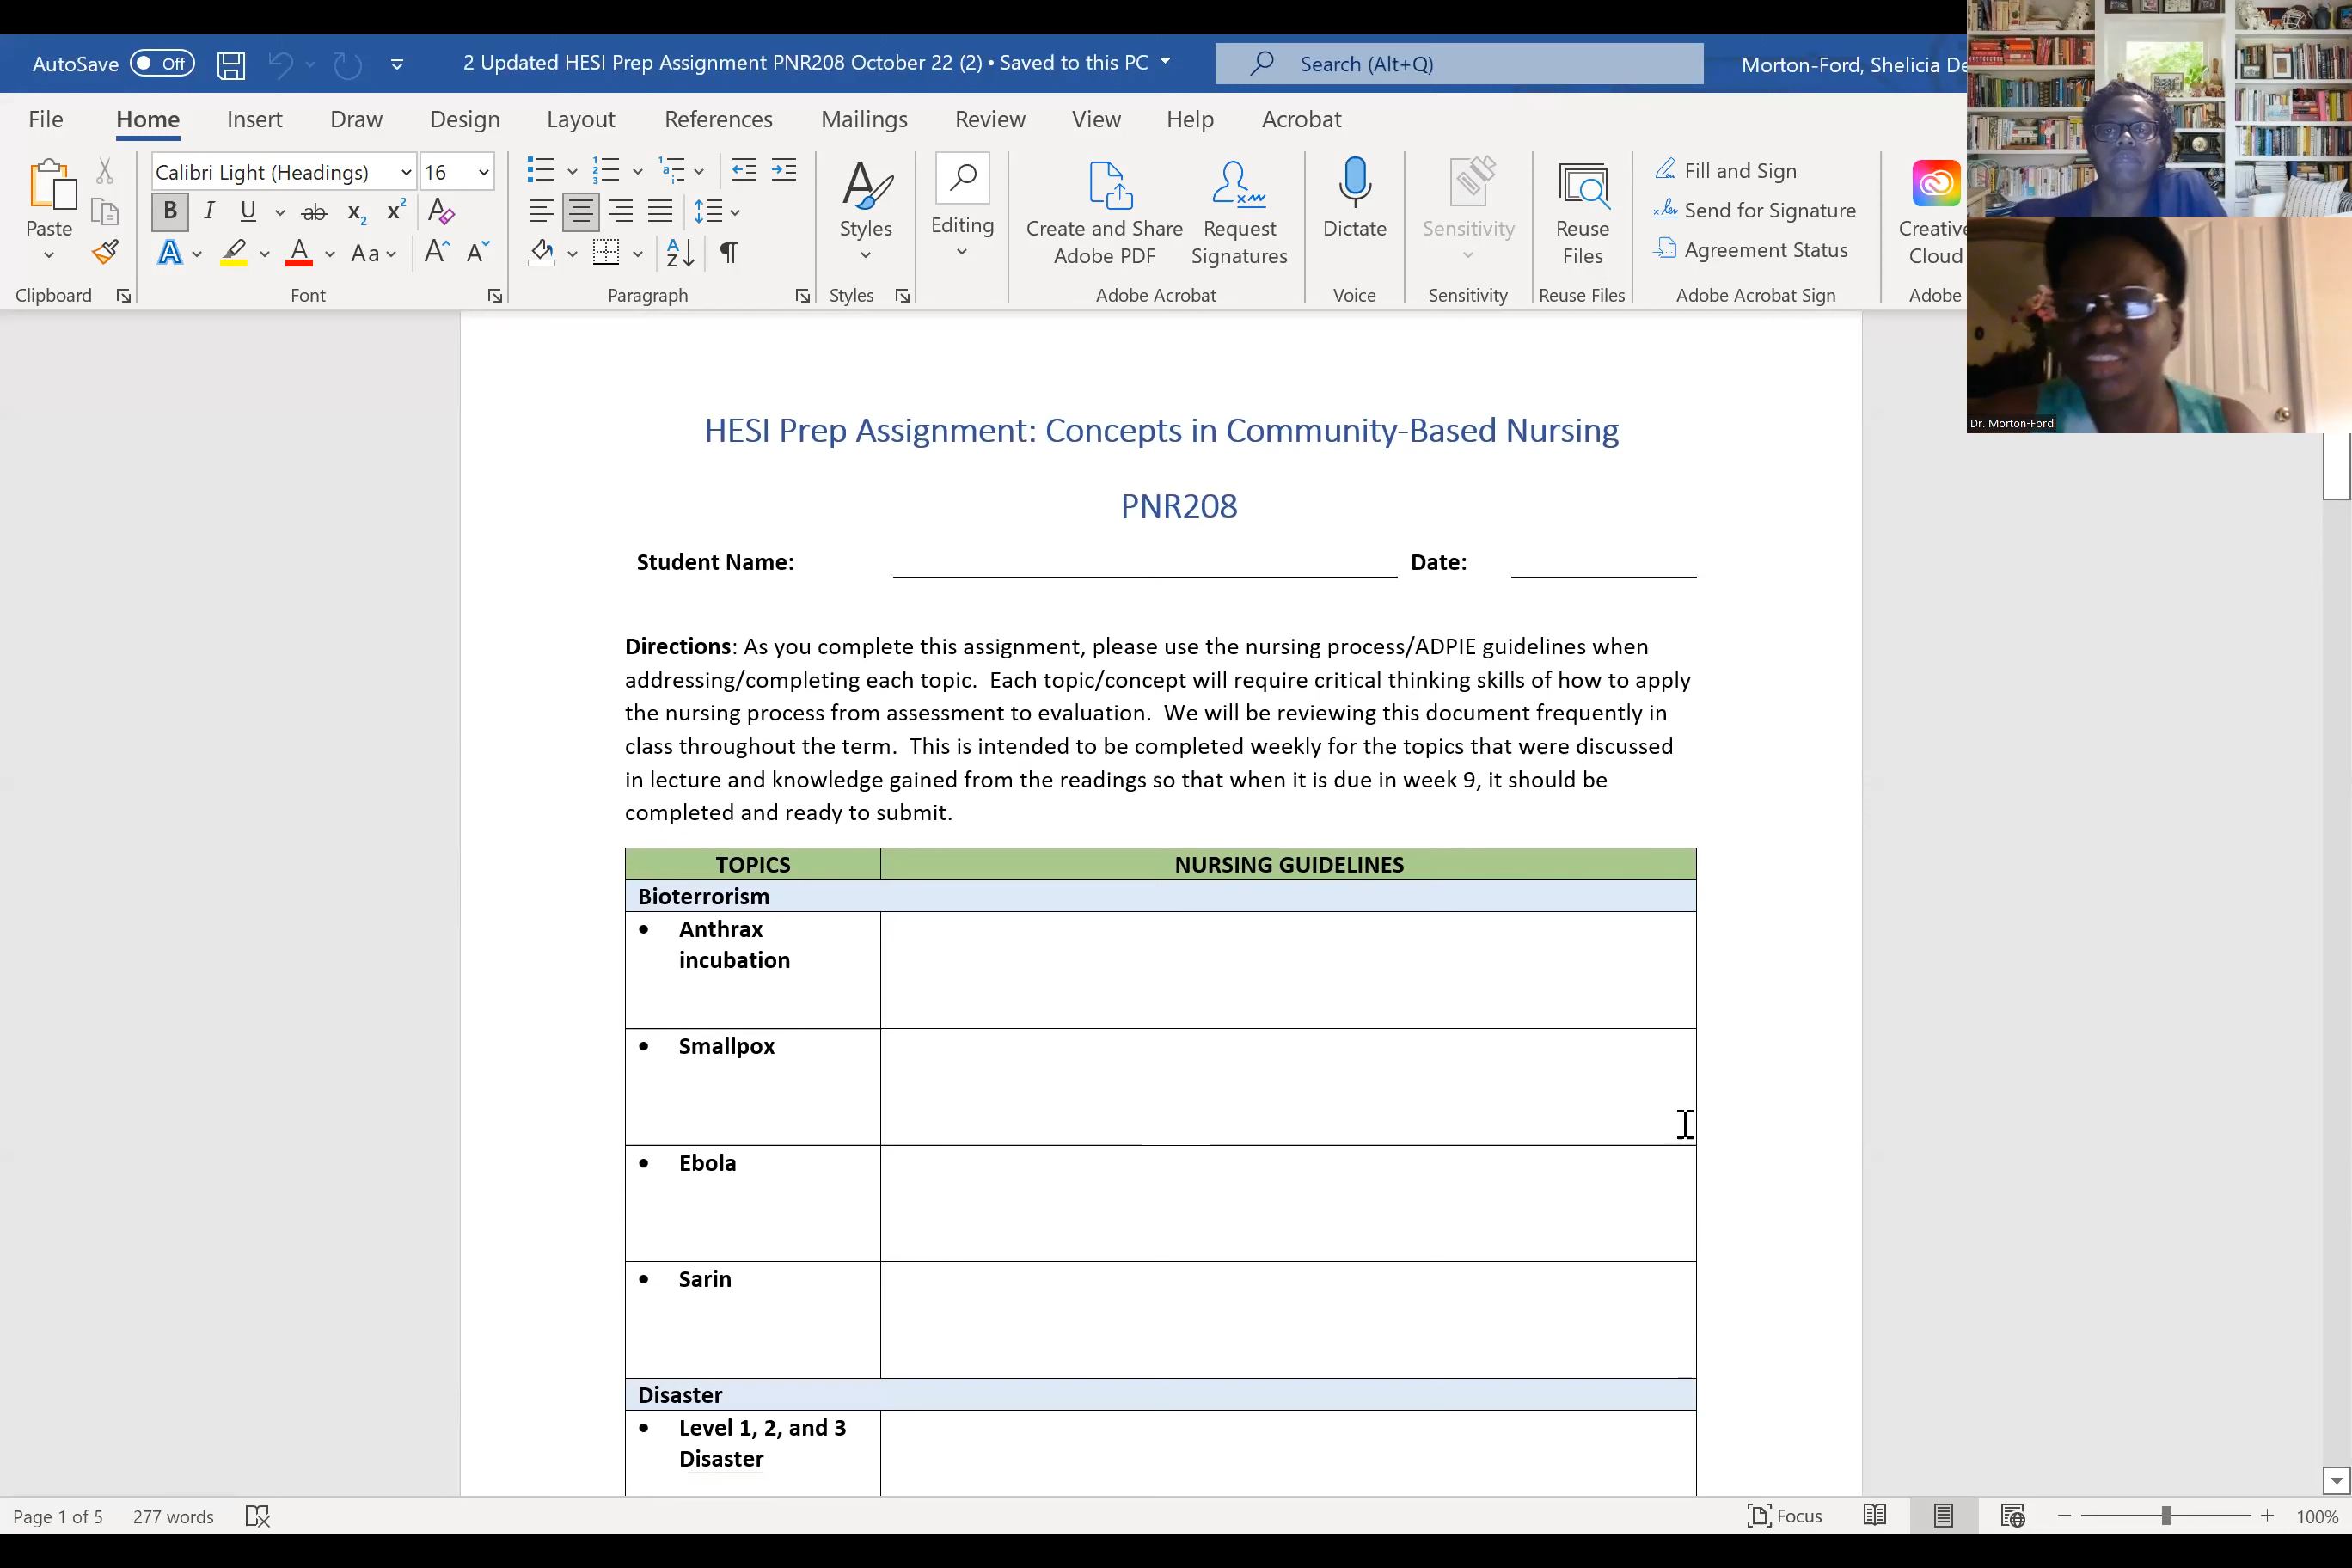 AutoSave Off 2 Updated HESI Prep Assignment PNR208 October 22 (2) • Saved to this PC Search (Alt+Q) Morton-Ford, Shelicia De
File Home Insert Draw Design Layout References Mailings Review View Help Acrobat
Calibri Light (Headings) 16
Paste
Styles
Editing
Create and Share
Adobe PDF
Request
Signatures
Dictate
Sensitivity
Reuse
Files
Fill and Sign
Send for Signature
Agreement Status
Creative
Cloud
Clipboard Font Paragraph Styles Adobe Acrobat Voice Sensitivity Reuse Files Adobe Acrobat Sign Adobe
Dr. Morton-Ford
HESI Prep Assignment: Concepts in Community-Based Nursing
PNR208
Student Name: Date:
Directions: As you complete this assignment, please use the nursing process/ADPIE guidelines when
addressing/completing each topic. Each topic/concept will require critical thinking skills of how to apply
the nursing process from assessment to evaluation. We will be reviewing this document frequently in
class throughout the term. This is intended to be completed weekly for the topics that were discussed
in lecture and knowledge gained from the readings so that when it is due in week 9, it should be
completed and ready to submit.
TOPICS NURSING GUIDELINES
Bioterrorism
• Anthrax
incubation
• Smallpox
• Ebola
• Sarin
Disaster
• Level 1, 2, and 3
Disaster
Page 1 of 5 277 words Focus 100%